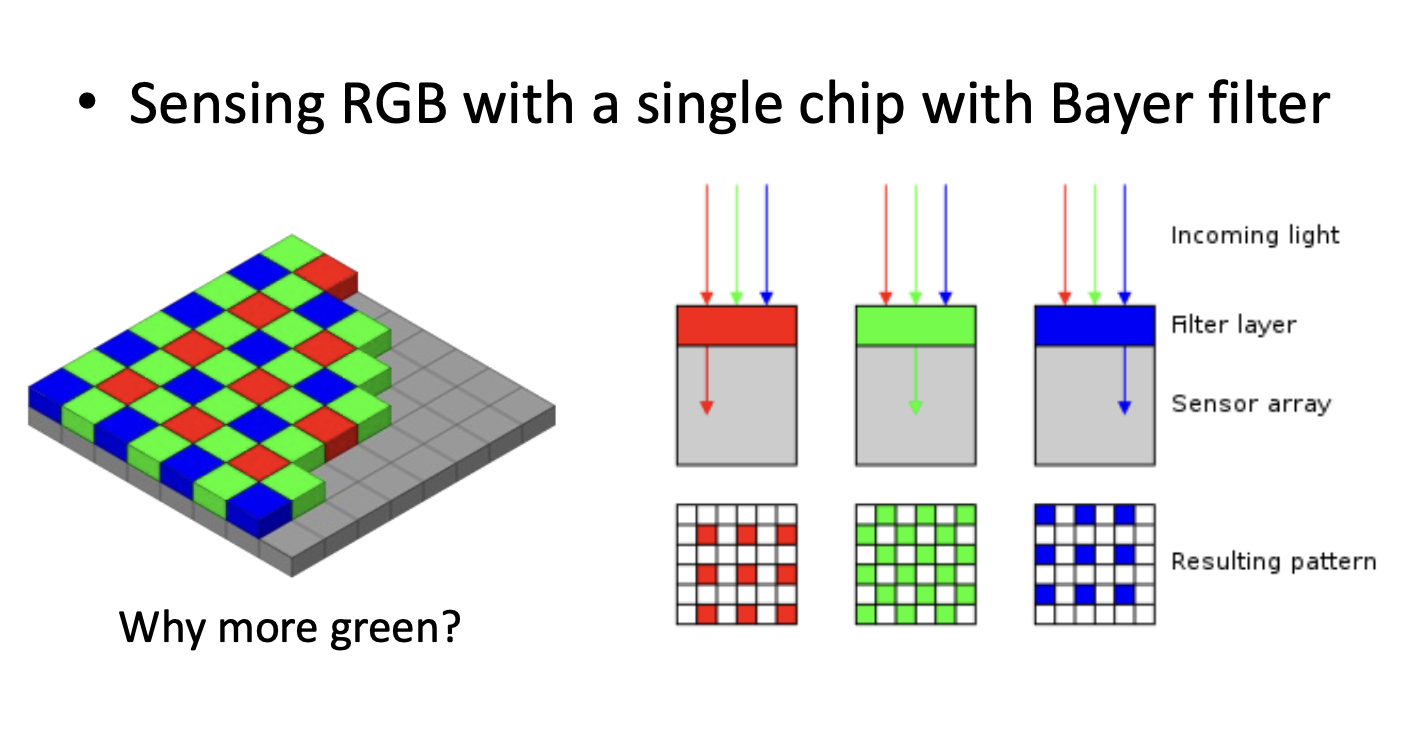 • Sensing RGB with a single chip with Bayer filter
Incoming light
Filter layer
Sensor array
Resulting pattern
Why more green?